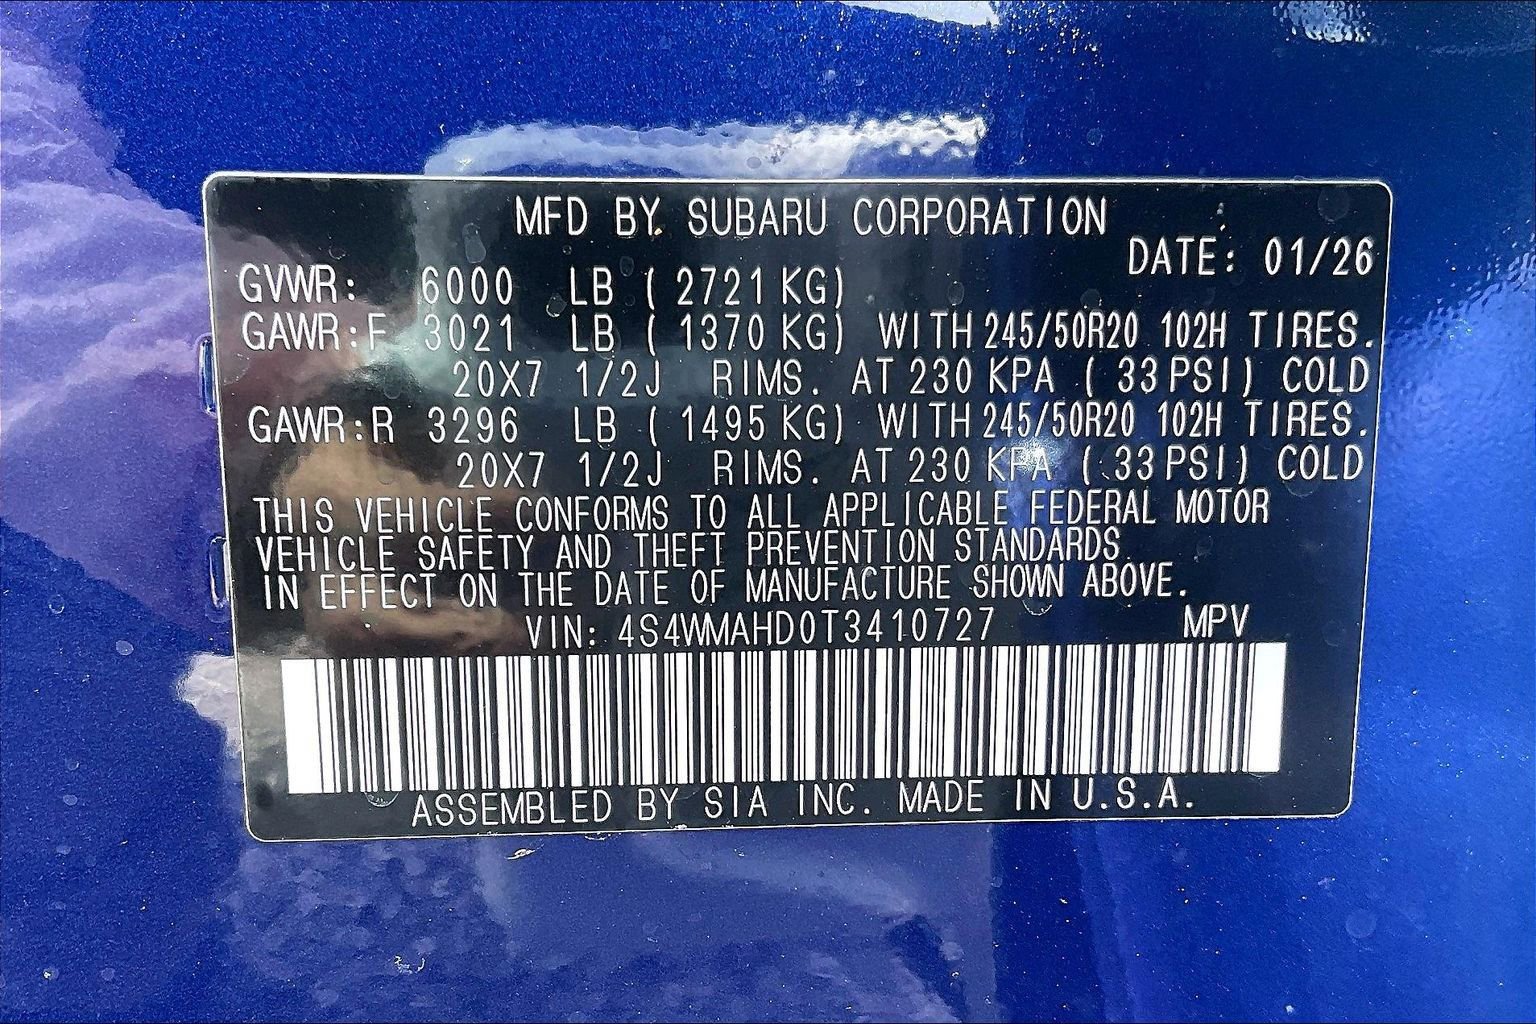 MFD BY SUBARU CORPORATION
DATE: 01/26
GVWR: 6000 LB ( 2721 KG)
GAWR:F 3021 LB ( 1370 KG) WITH 245/50R20 102H TIRES.
20X7 1/2J RIMS. AT 230 KPA ( 33 PSI) COLD
GAWR:R 3296 LB ( 1495 KG) WITH 245/50R20 102H TIRES.
20X7 1/2J RIMS. AT 230 KPA ( 33 PSI) COLD
THIS VEHICLE CONFORMS TO ALL APPLICABLE FEDERAL MOTOR
VEHICLE SAFETY AND THEFT PREVENTION STANDARDS
IN EFFECT ON THE DATE OF MANUFACTURE SHOWN ABOVE.
VIN: 4S4WMAHD0T3410727 MPV
ASSEMBLED BY SIA INC. MADE IN U.S.A.